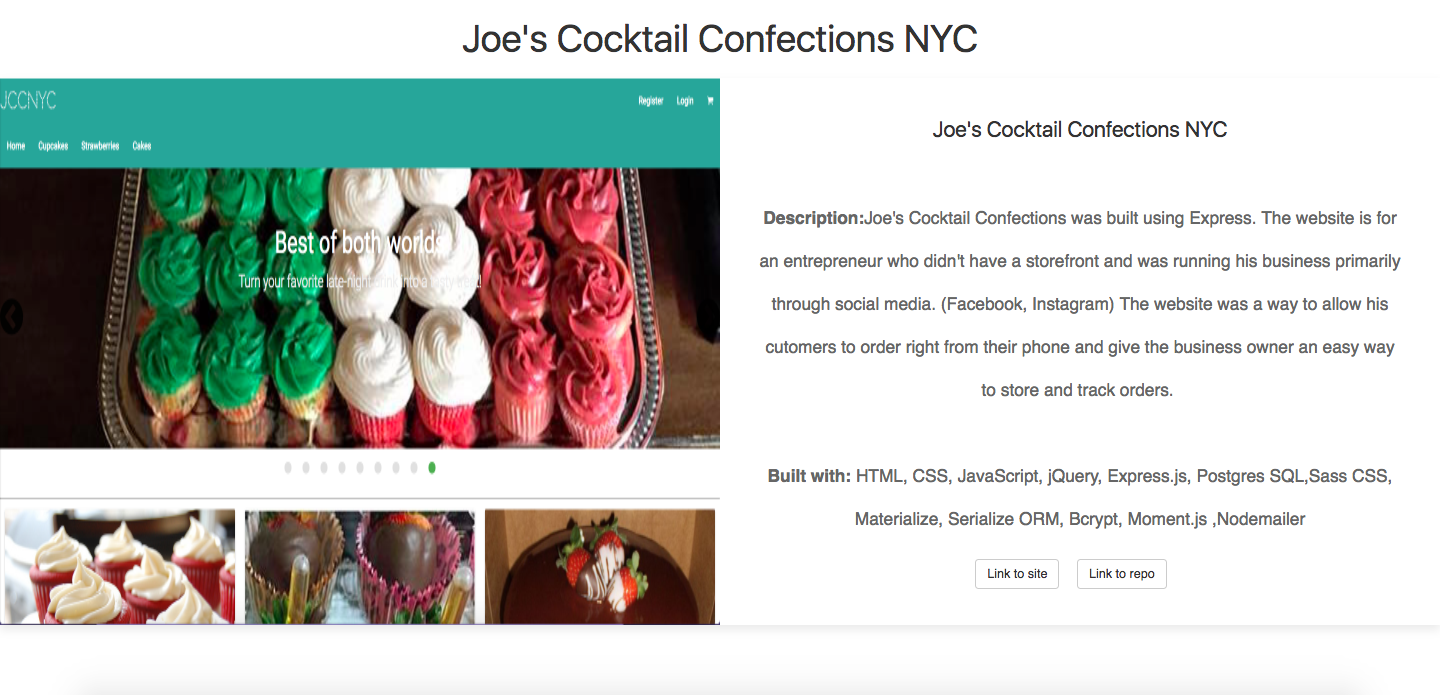 Joe's Cocktail Confections NYC
JCCNYC
Register Login
Home Cupcakes Strawberries Cakes
Best of both worlds
Turn your favorite late-night drink into a tasty treat!
Joe's Cocktail Confections NYC
Description:Joe's Cocktail Confections was built using Express. The website is for
an entrepreneur who didn't have a storefront and was running his business primarily
through social media. (Facebook, Instagram) The website was a way to allow his
cutomers to order right from their phone and give the business owner an easy way
to store and track orders.
Built with: HTML, CSS, JavaScript, jQuery, Express.js, Postgres SQL,Sass CSS,
Materialize, Serialize ORM, Bcrypt, Moment.js ,Nodemailer
Link to site Link to repo